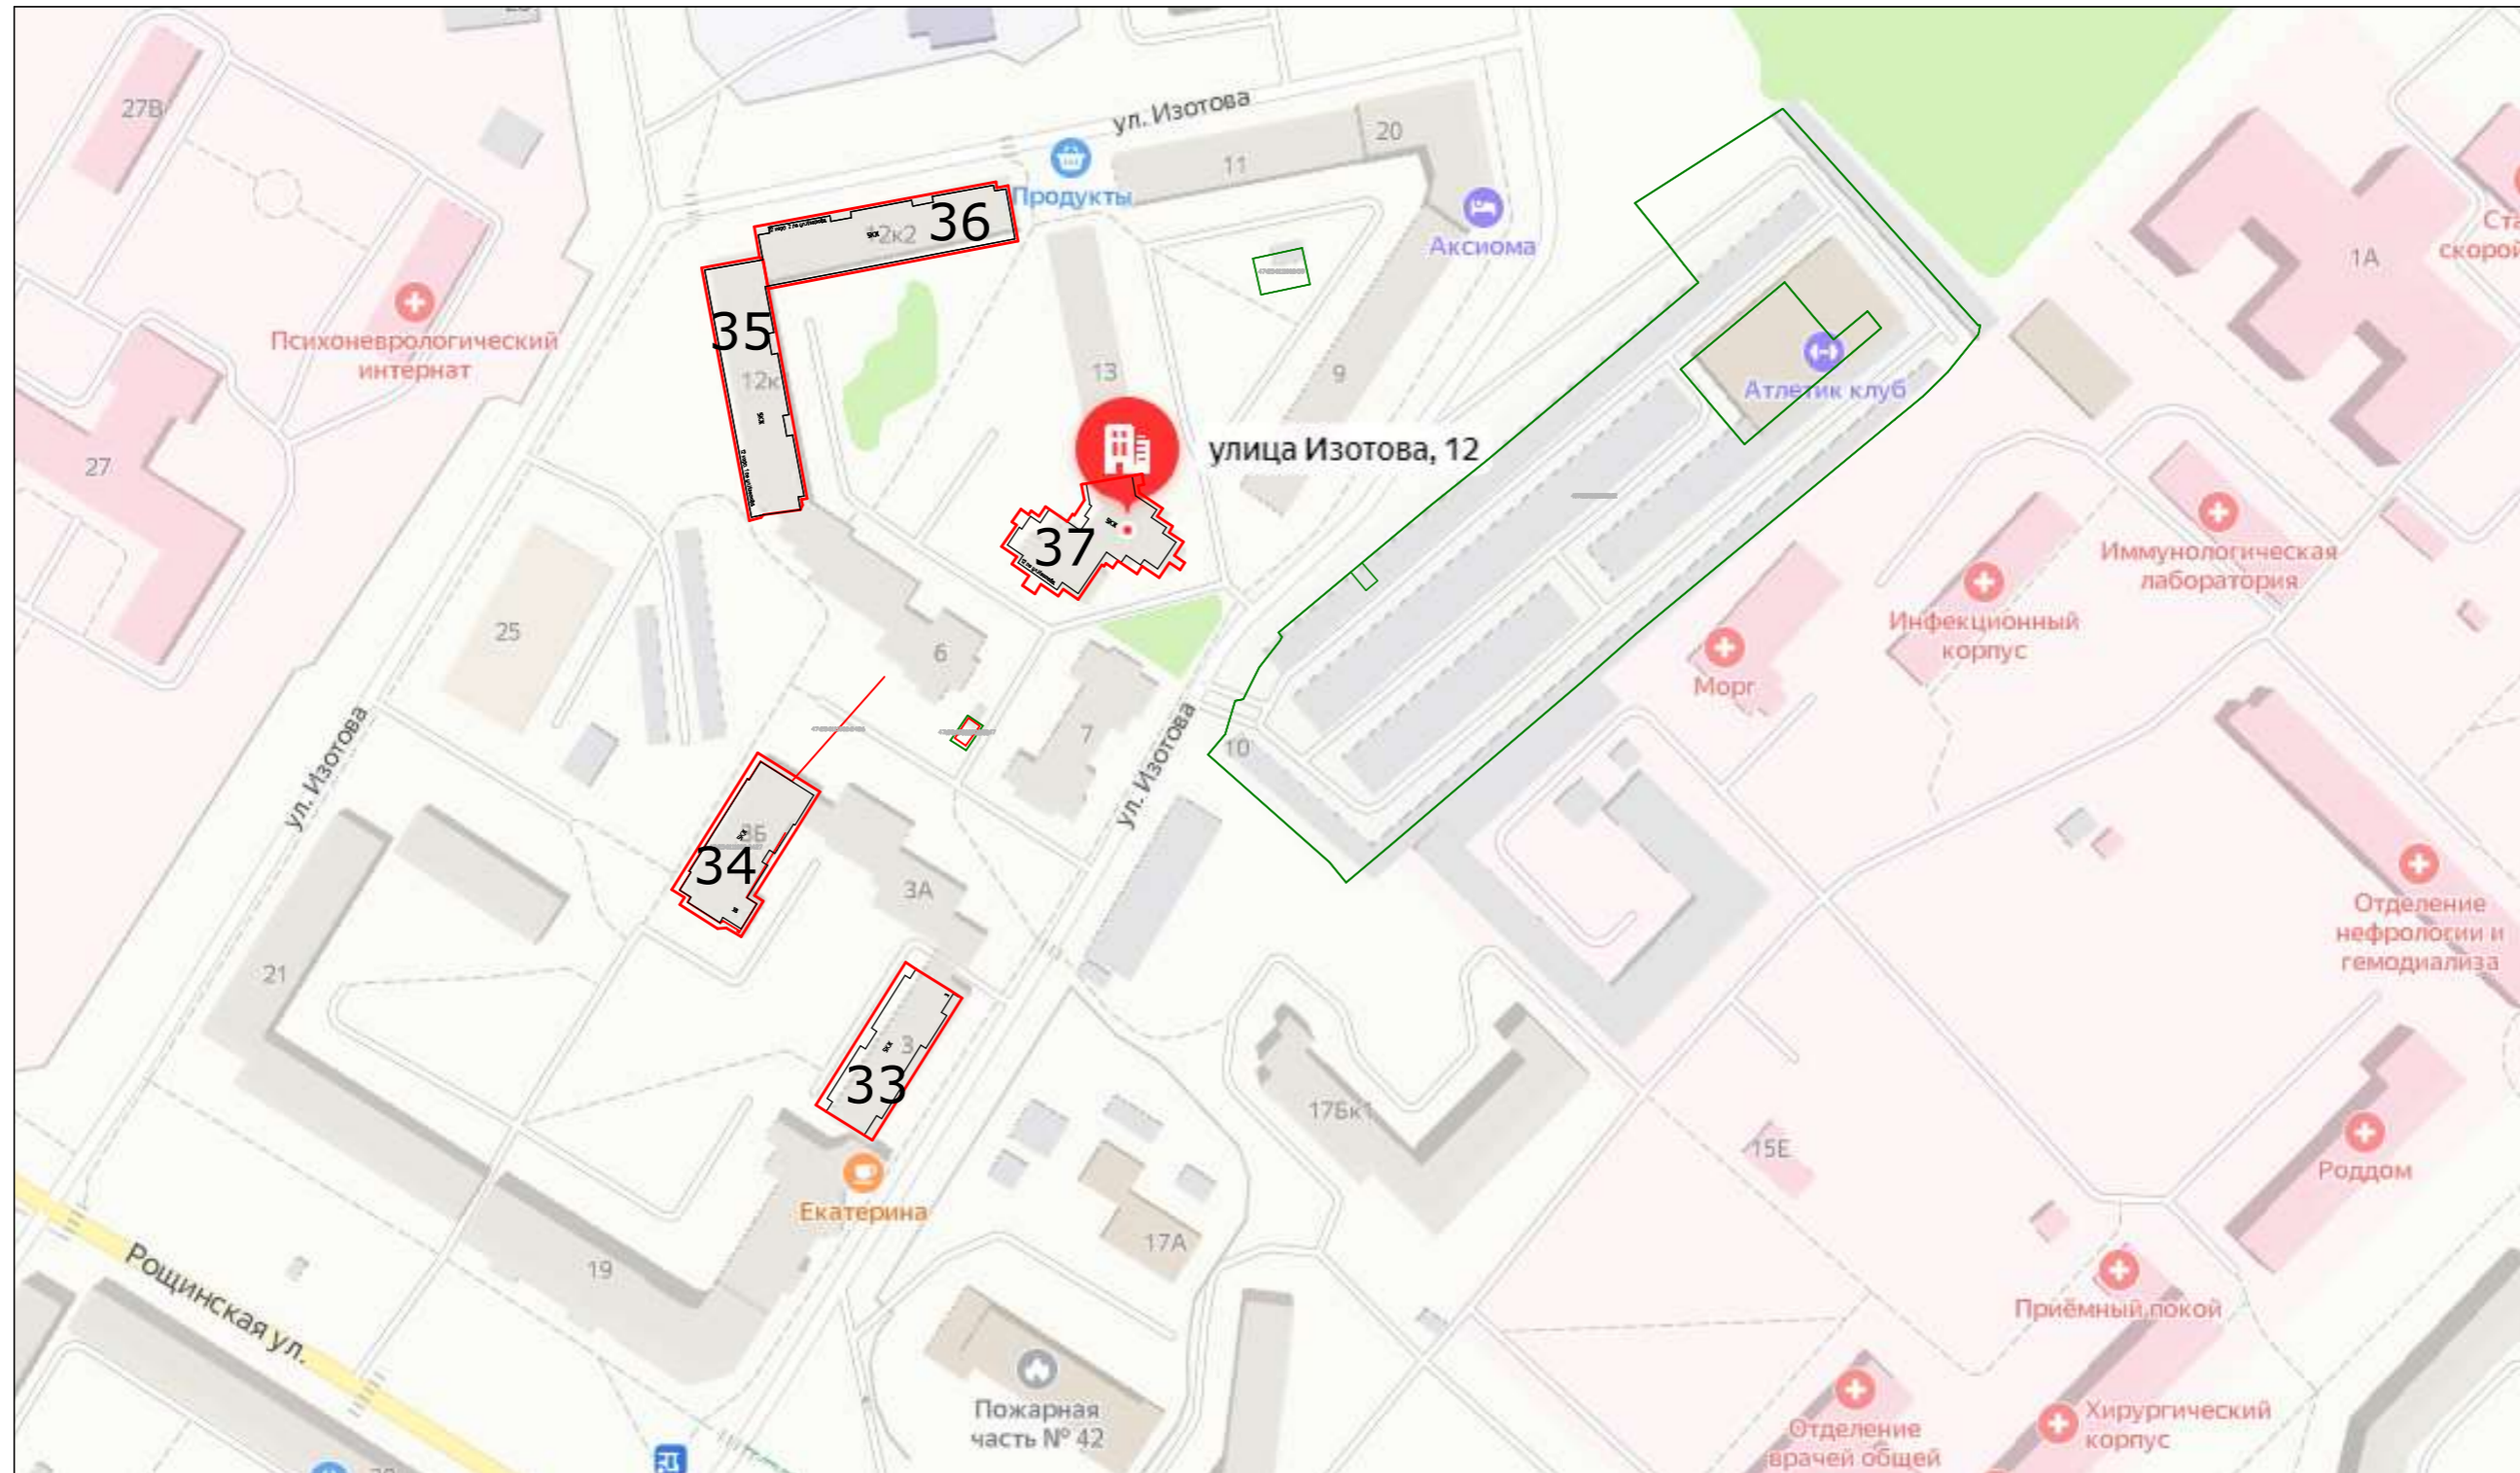 27В
ул. Изотова
20
11
Продукты
36
12к2
Аксиома
1А
35
12к
13
9
Психоневрологический
интернат
Атлетик клуб
27
улица Изотова, 12
37
Иммунологическая
лаборатория
25
6
Инфекционный
корпус
Морг
7
10
ул. Изотова
ул. Изотова
34
3А
Отделение
нефрологии и
гемодиализа
21
3
33
17Бк1
15Е
Роддом
Екатерина
17А
19
Рощинская ул.
Приёмный покой
Пожарная
часть № 42
Отделение
врачей общей
Хирургический
корпус